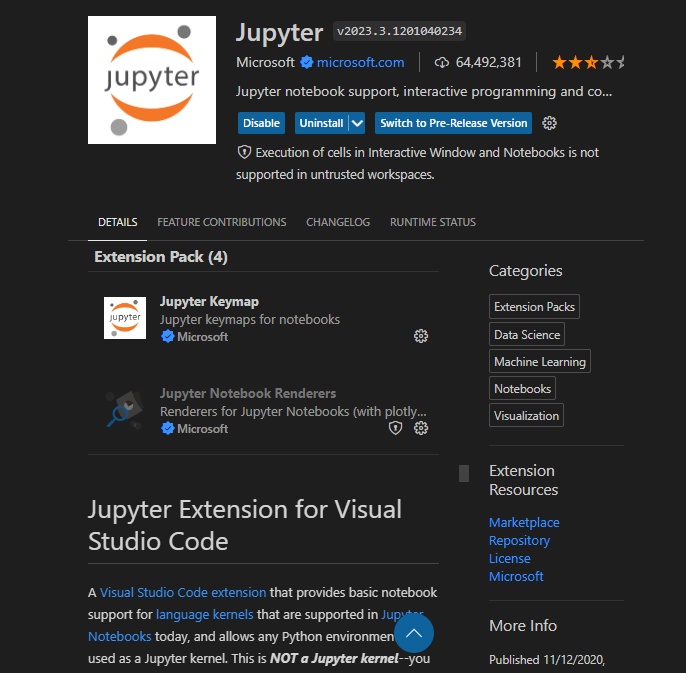 jupyter
Jupyter v2023.3.1201040234
Microsoft microsoft.com 64,492,381
Jupyter notebook support, interactive programming and co...
Disable Uninstall Switch to Pre-Release Version
Execution of cells in Interactive Window and Notebooks is not
supported in untrusted workspaces.
DETAILS FEATURE CONTRIBUTIONS CHANGELOG RUNTIME STATUS
Extension Pack (4)
jupyter
Jupyter Keymap
Jupyter keymaps for notebooks
Microsoft
Jupyter Notebook Renderers
Renderers for Jupyter Notebooks (with plotly...
Microsoft
Jupyter Extension for Visual
Studio Code
A Visual Studio Code extension that provides basic notebook
support for language kernels that are supported in Jupyter
Notebooks today, and allows any Python environment
used as a Jupyter kernel. This is NOT a Jupyter kernel--you
Categories
Extension Packs
Data Science
Machine Learning
Notebooks
Visualization
Extension
Resources
Marketplace
Repository
License
Microsoft
More Info
Published 11/12/2020,